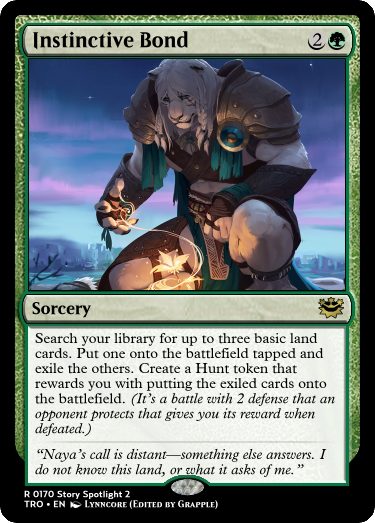 Instinctive Bond 2
Sorcery
Search your library for up to three basic land
cards. Put one onto the battlefield tapped and
exile the others. Create a Hunt token that
rewards you with putting the exiled cards onto
the battlefield. (It's a battle with 2 defense that an
opponent protects that gives you its reward when
defeated.)
“Naya's call is distant—something else answers. I
do not know this land, or what it asks of me.”
R 0170 Story Spotlight 2
TRO • EN Lynncore (Edited by Grapple)